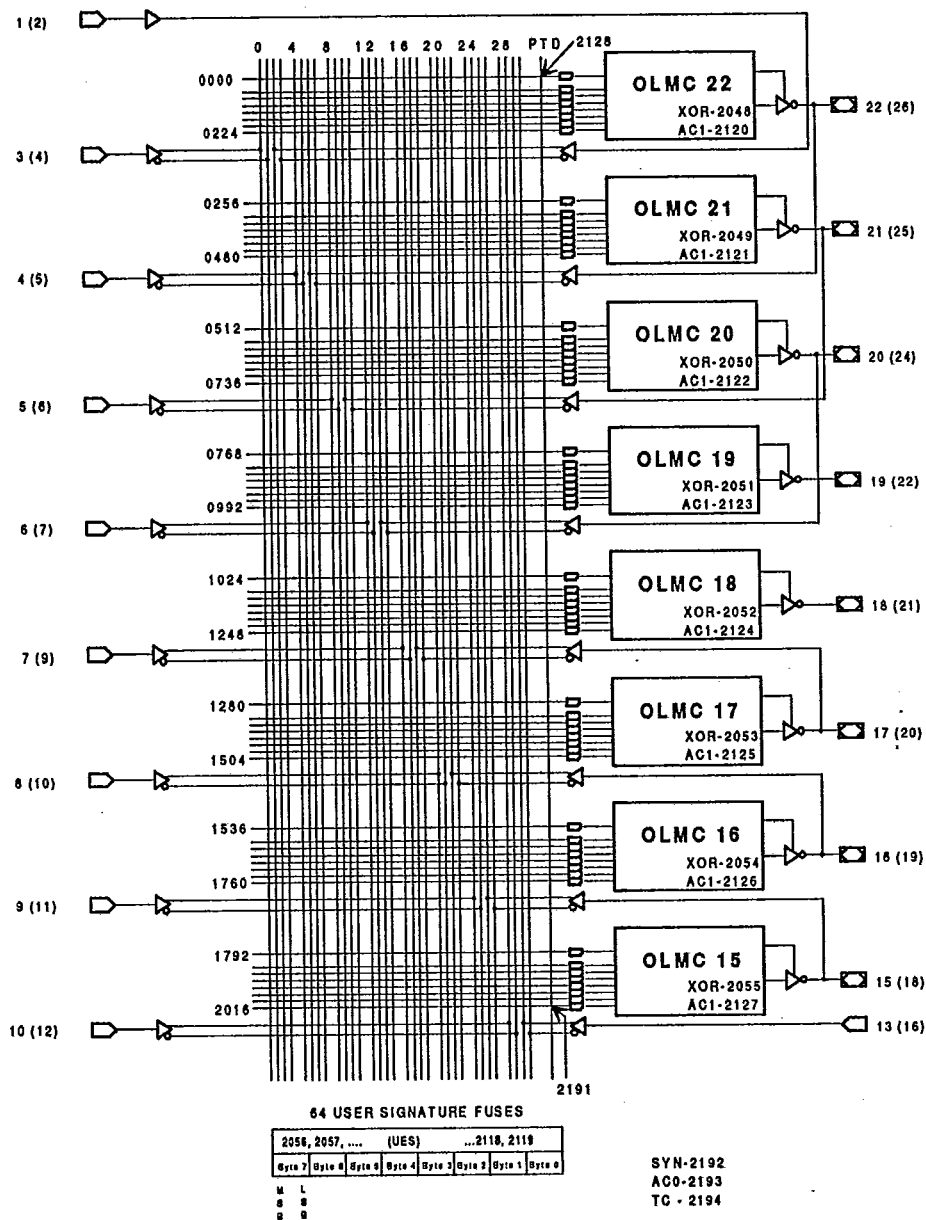 1 (2)
0 4 8 12 16 20 24 28 PTD 2128
0000
OLMC 22
XOR-2048
AC1-2120
22 (26)
0224
3 (4)
0256
OLMC 21
XOR-2049
AC1-2121
21 (25)
0480
4 (5)
0512
OLMC 20
XOR-2050
AC1-2122
20 (24)
0736
5 (6)
0768
OLMC 19
XOR-2051
AC1-2123
19 (22)
0992
6 (7)
1024
OLMC 18
XOR-2052
AC1-2124
18 (21)
1248
7 (9)
1280
OLMC 17
XOR-2053
AC1-2125
17 (20)
1504
8 (10)
1536
OLMC 16
XOR-2054
AC1-2126
16 (19)
1760
9 (11)
1792
OLMC 15
XOR-2055
AC1-2127
15 (18)
2016
10 (12)
13 (16)
2191
64 USER SIGNATURE FUSES
2056, 2057, .... (UES) ...2118, 2119
Byte 7 Byte 6 Byte 5 Byte 4 Byte 3 Byte 2 Byte 1 Byte 0
M L
S S
B B
SYN-2192
AC0-2193
TC - 2194